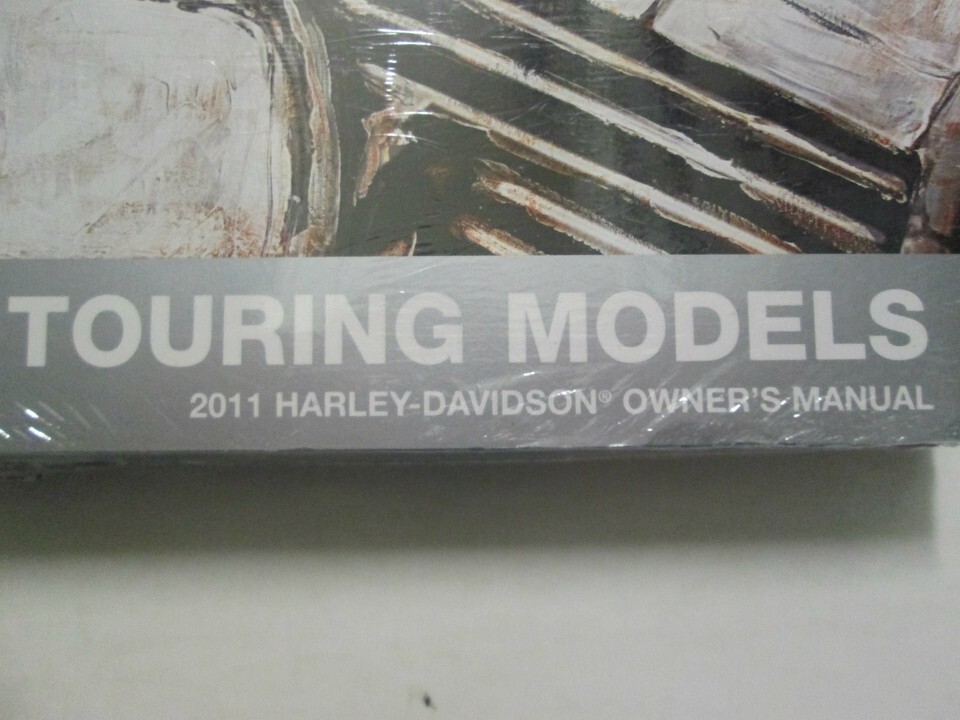 TOURING MODELS
2011 HARLEY-DAVIDSON® OWNER'S MANUAL